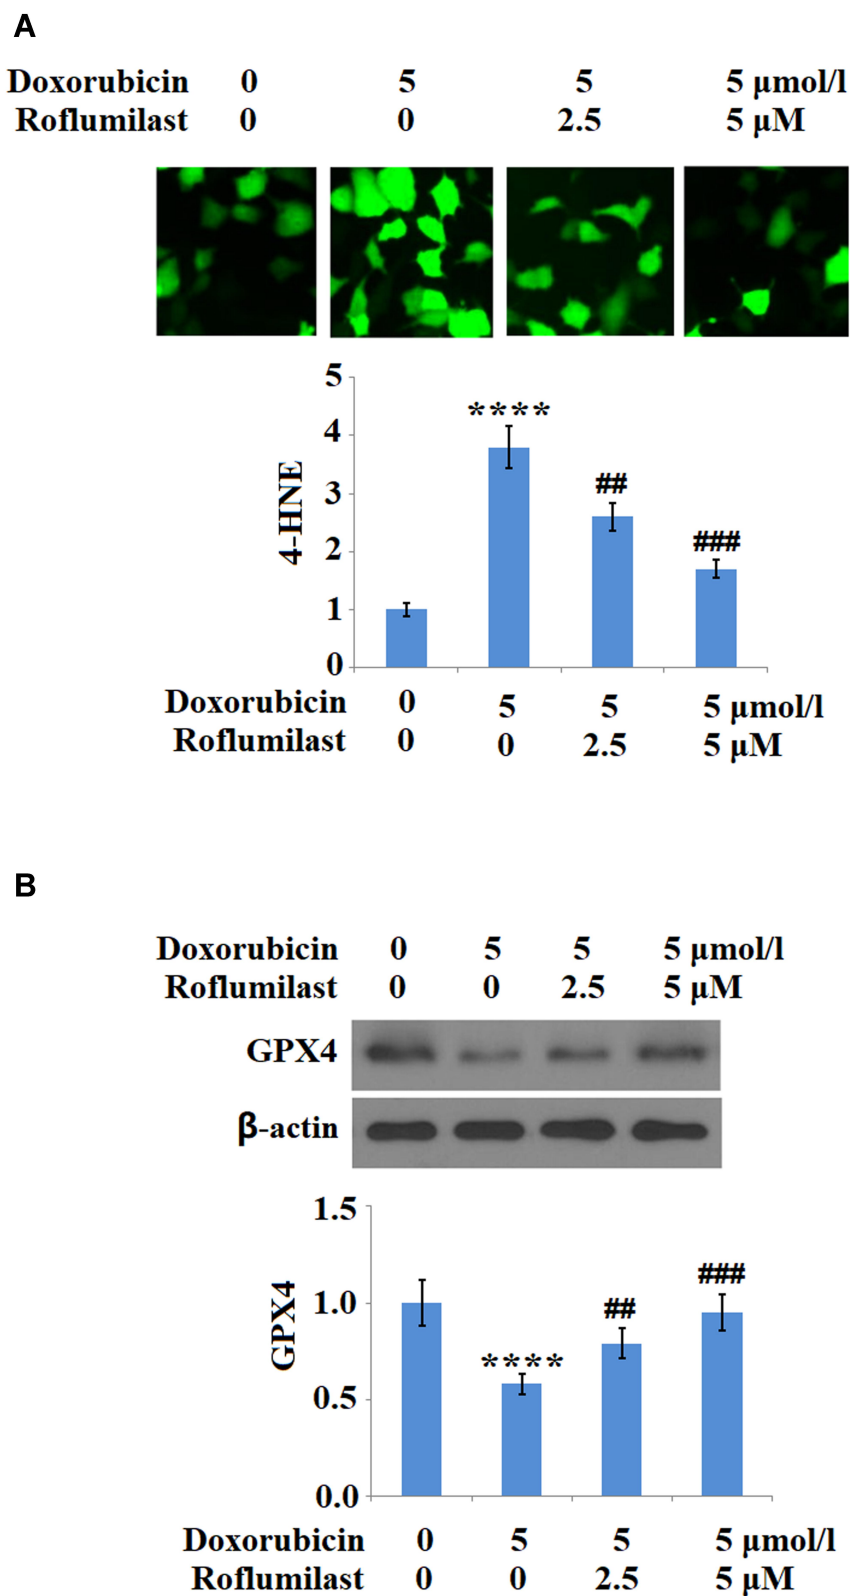 A
Doxorubicin 0 5 5 5 µmol/l
Roflumilast 0 0 2.5 5 µM
5
4
3
2
1
0
4-HNE
****
##
###
Doxorubicin 0 5 5 5 µmol/l
Roflumilast 0 0 2.5 5 µM
B
Doxorubicin 0 5 5 5 µmol/l
Roflumilast 0 0 2.5 5 µM
GPX4
β-actin
1.5
1.0
0.5
0.0
GPX4
****
##
###
Doxorubicin 0 5 5 5 µmol/l
Roflumilast 0 0 2.5 5 µM